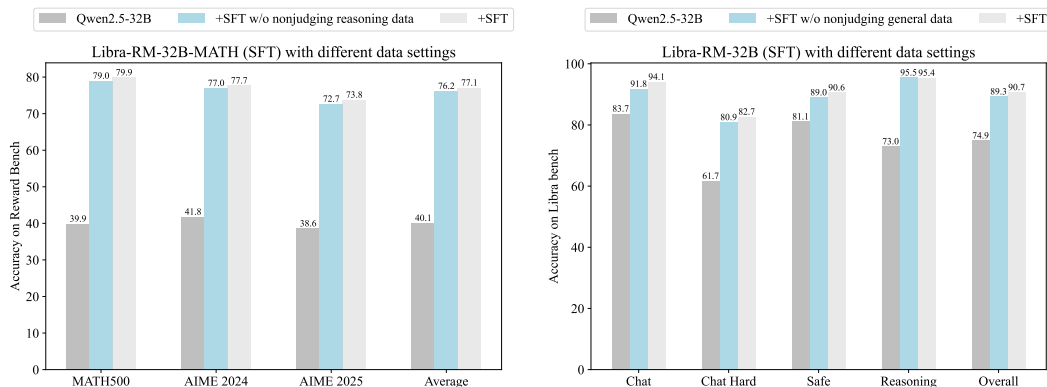 Qwen2.5-32B
+SFT w/o nonjudging reasoning data
+SFT
Libra-RM-32B-MATH (SFT) with different data settings
Accuracy on Reward Bench
80
70
60
50
40
30
20
10
0
39.9
79.0
79.9
41.8
77.0
77.7
38.6
72.7
73.8
40.1
76.2
77.1
MATH500
AIME 2024
AIME 2025
Average
Qwen2.5-32B
+SFT w/o nonjudging general data
+SFT
Libra-RM-32B (SFT) with different data settings
Accuracy on Libra bench
100
80
60
40
20
0
83.7
91.8
94.1
61.7
80.9
82.7
81.1
89.0
90.6
73.0
95.5
95.4
74.9
89.3
90.7
Chat
Chat Hard
Safe
Reasoning
Overall